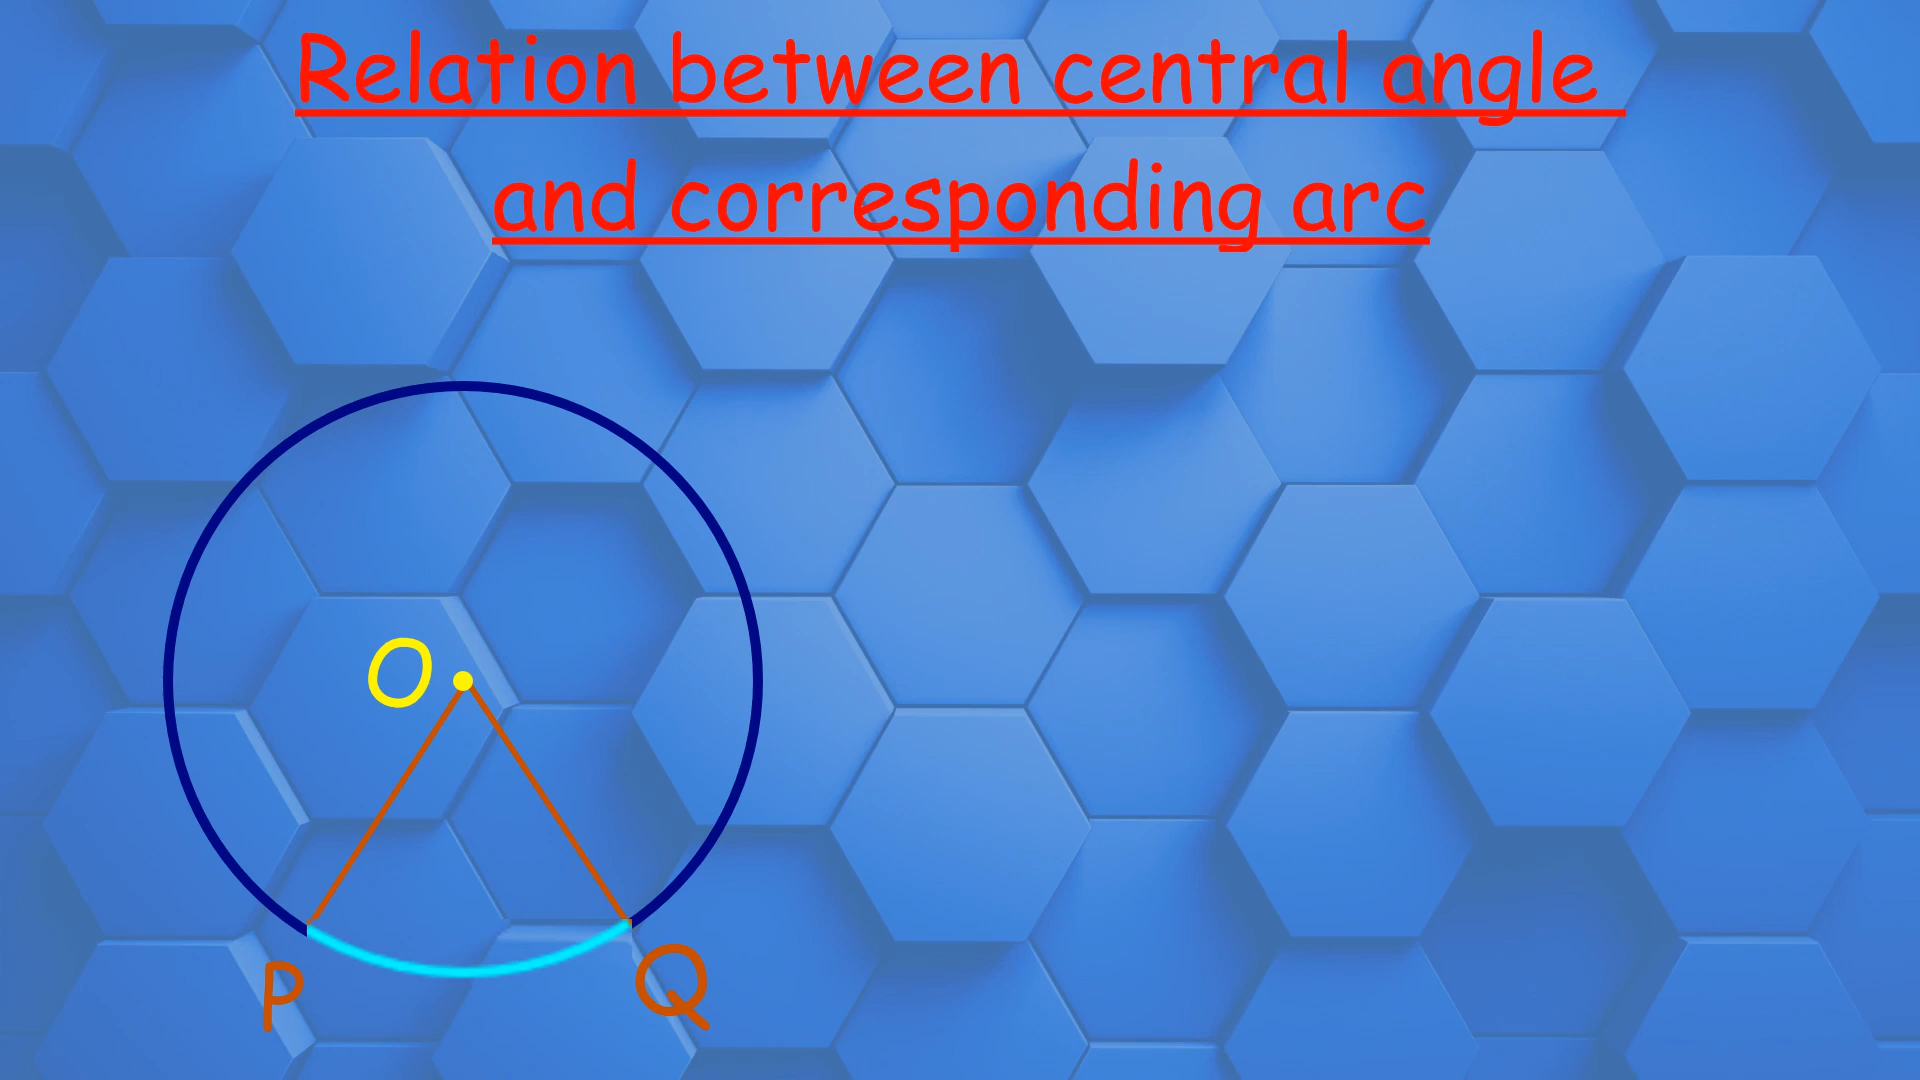 Relation between central angle
and corresponding arc
O
P
Q